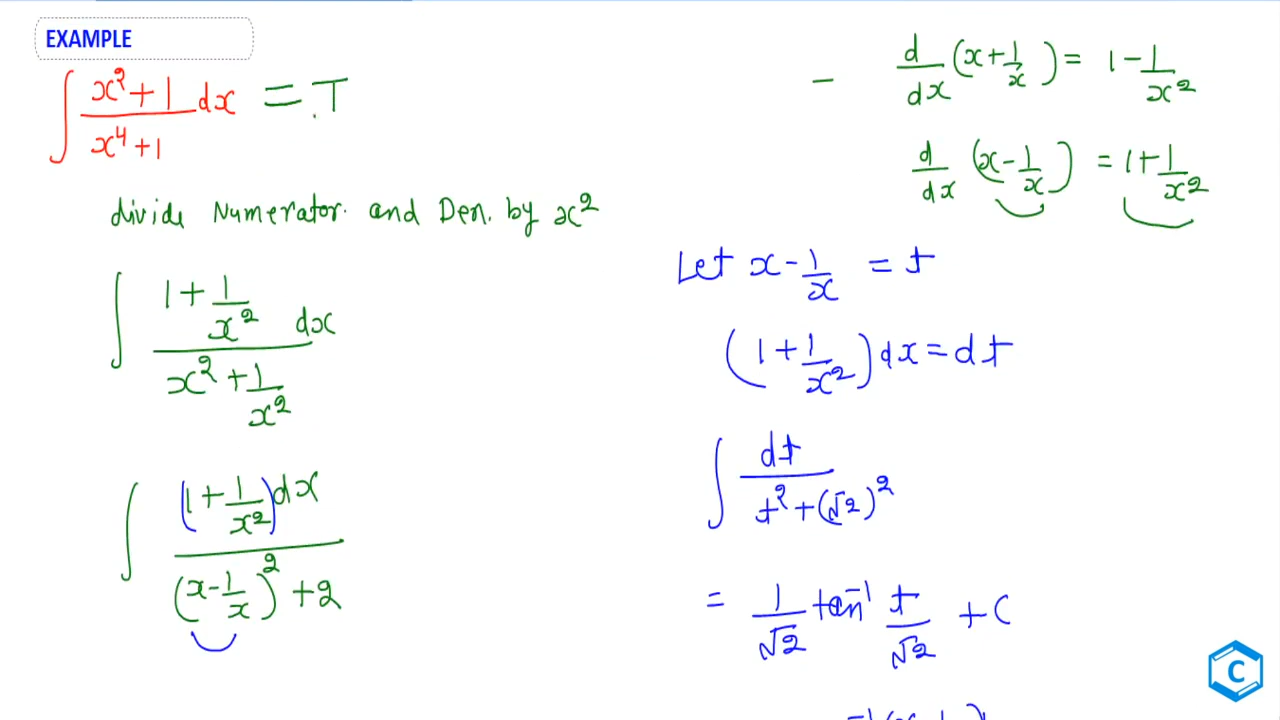 EXAMPLE
∫ (x² + 1)/(x⁴ + 1) dx = I
divide Numerator. and Den. by x²
∫ (1 + 1/x²)/(x² + 1/x²) dx
∫ (1 + 1/x²)dx / ((x - 1/x)² + 2)
– d/dx (x + 1/x) = 1 - 1/x²
d/dx (x - 1/x) = 1 + 1/x²
Let x - 1/x = t
(1 + 1/x²) dx = dt
∫ dt/(t² + (√2)²)
= 1/√2 tan⁻¹ t/√2 + C
C